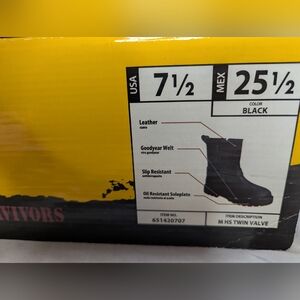 USA 7½ MEX 25½
COLOR
BLACK
Leather
Goodyear Welt
Slip Resistant
Oil Resistant Soleplate
VIVORS
ITEM NO. ITEM DESCRIPTION
651420707 M HS TWIN VALVE